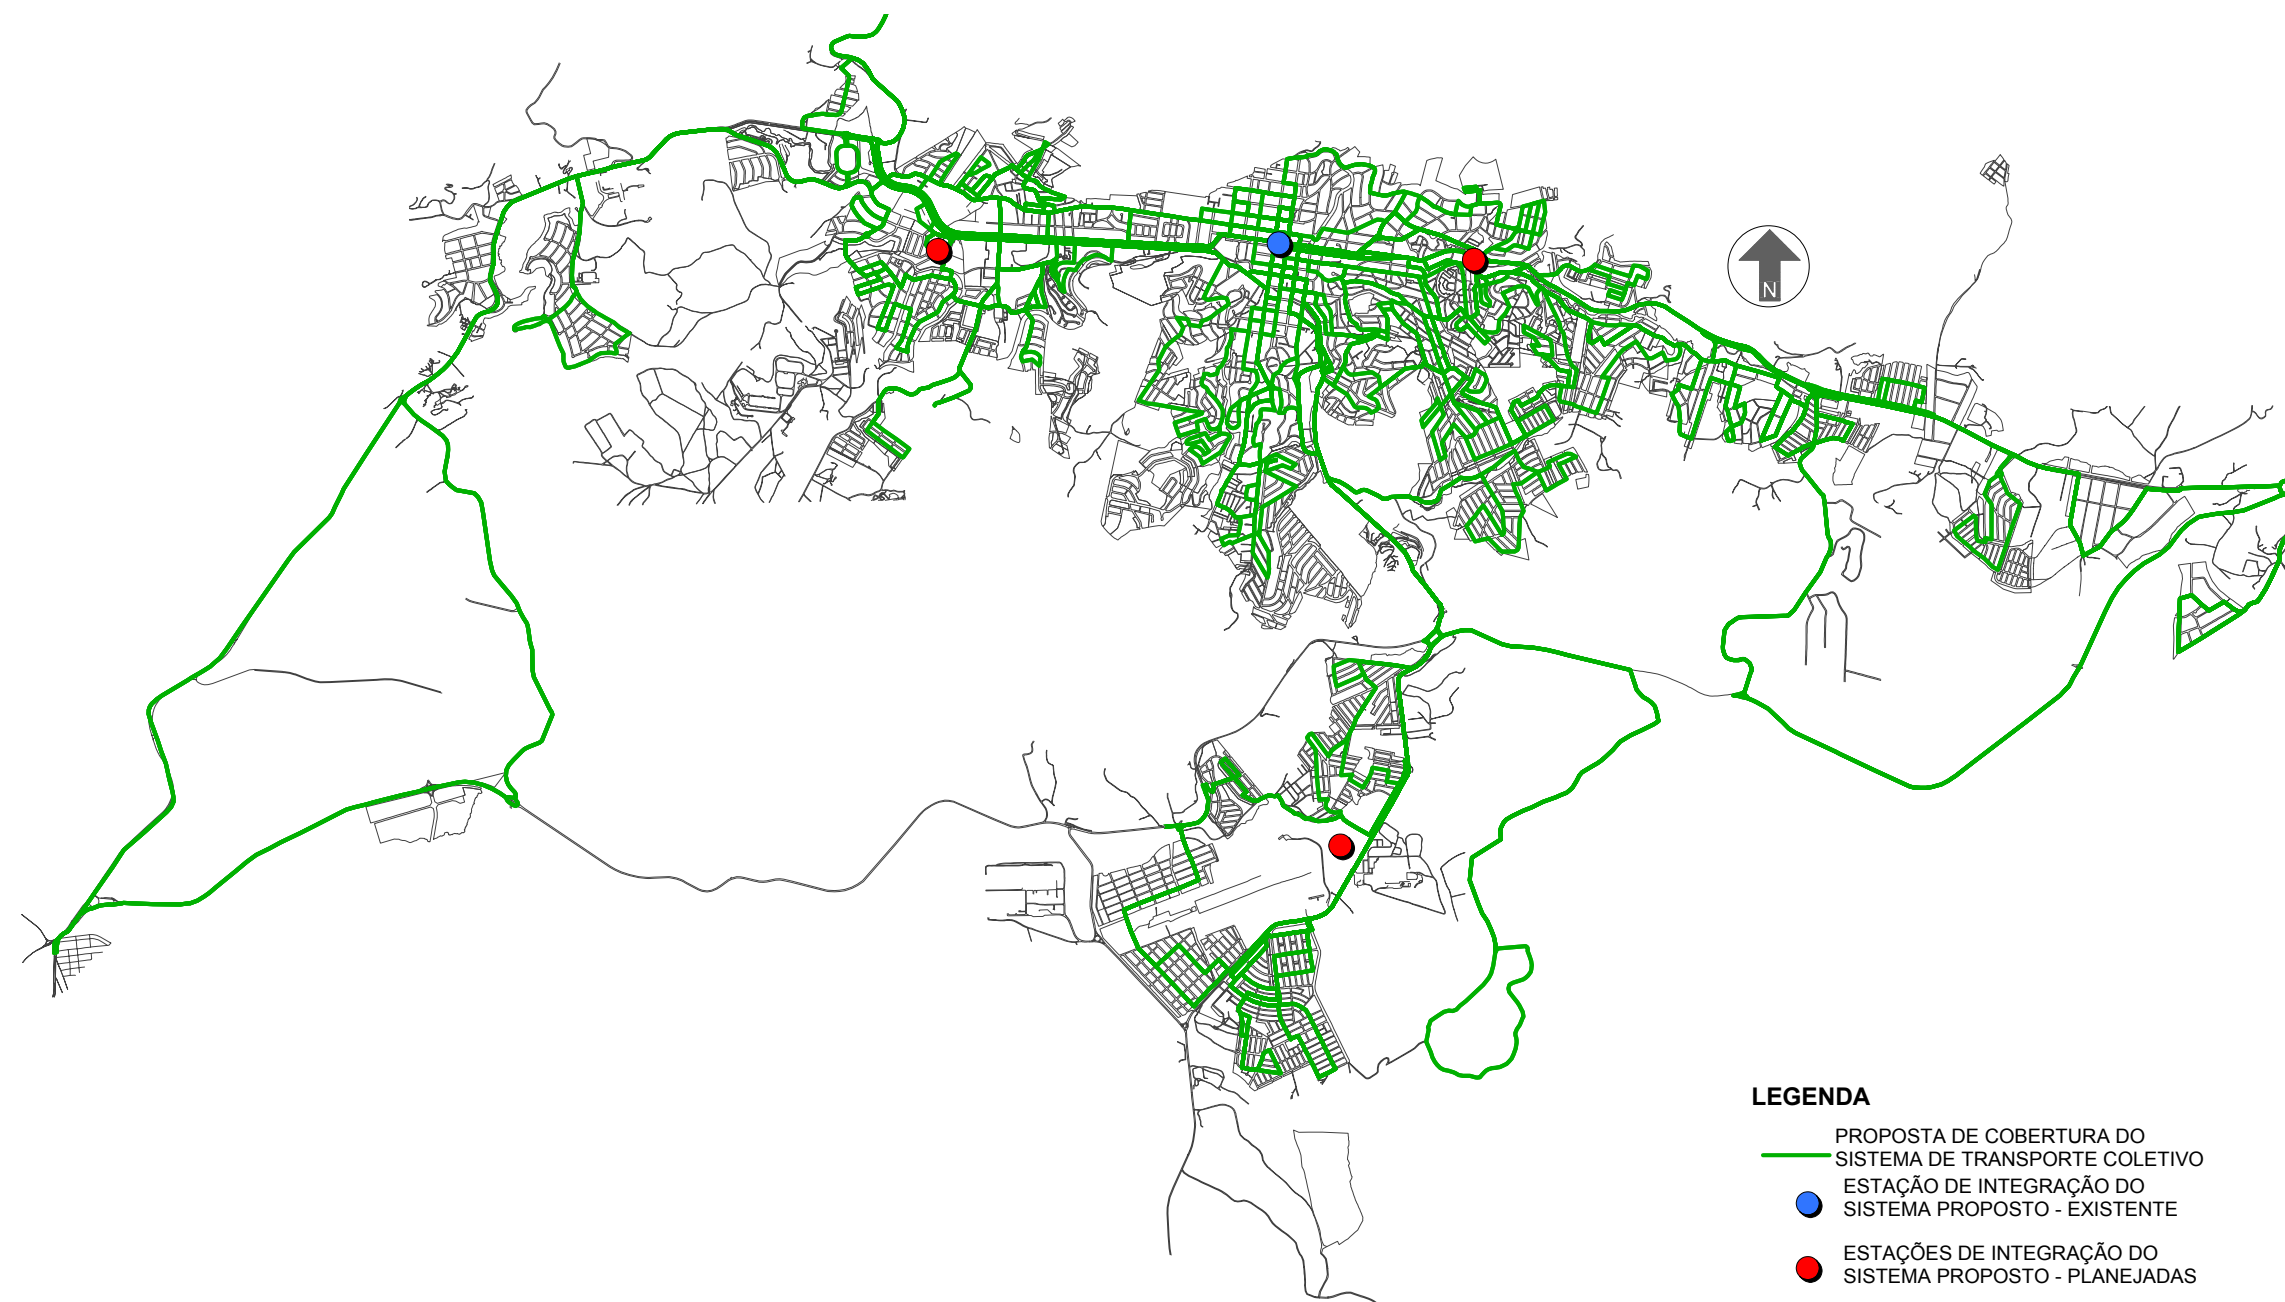 N
LEGENDA
PROPOSTA DE COBERTURA DO
SISTEMA DE TRANSPORTE COLETIVO
ESTAÇÃO DE INTEGRAÇÃO DO
SISTEMA PROPOSTO - EXISTENTE
ESTAÇÕES DE INTEGRAÇÃO DO
SISTEMA PROPOSTO - PLANEJADAS